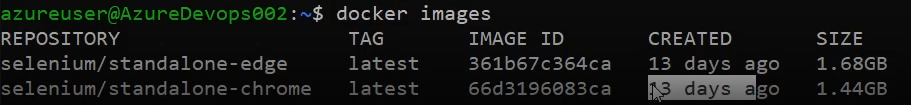 azureuser@AzureDevops002:~$ docker images
REPOSITORY TAG IMAGE ID CREATED SIZE
selenium/standalone-edge latest 361b67c364ca 13 days ago 1.68GB
selenium/standalone-chrome latest 66d3196083ca 13 days ago 1.44GB